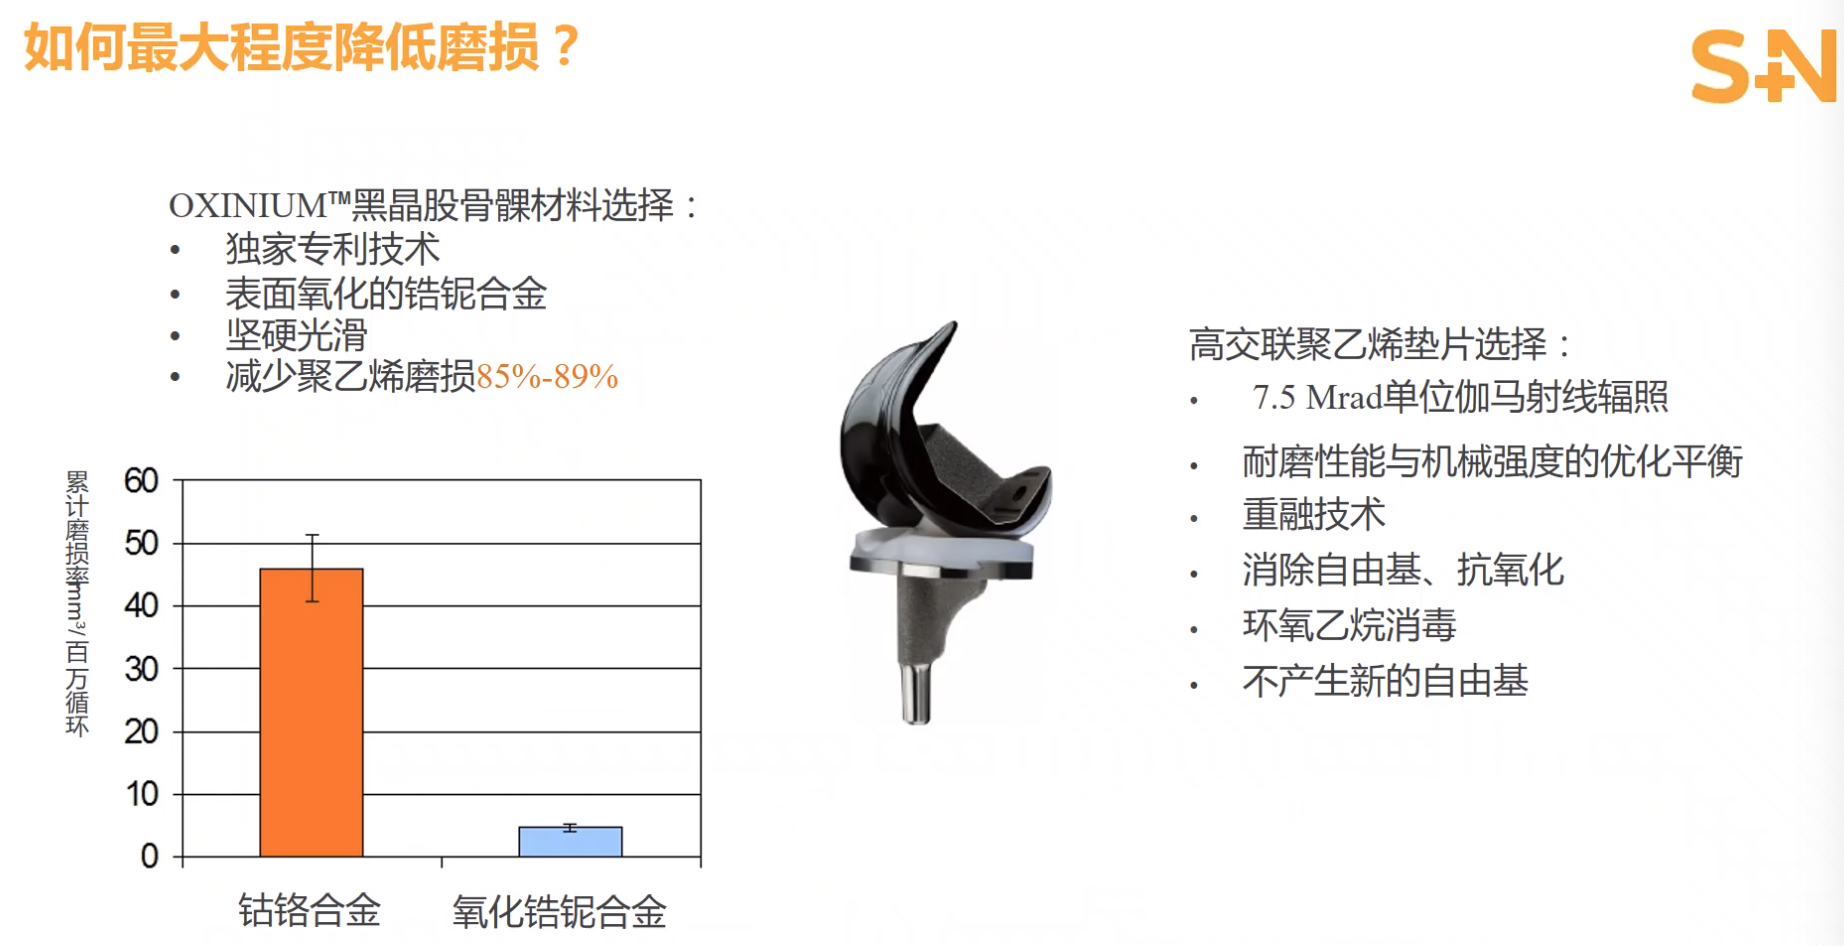 如何最大程度降低磨损？
S+N
OXINIUM™黑晶股骨髁材料选择：
• 独家专利技术
• 表面氧化的锆铌合金
• 坚硬光滑
• 减少聚乙烯磨损85%-89%
高交联聚乙烯垫片选择：
• 7.5 Mrad单位伽马射线辐照
• 耐磨性能与机械强度的优化平衡
• 重融技术
• 消除自由基、抗氧化
• 环氧乙烷消毒
• 不产生新的自由基
累计磨损率mm³/百万循环
60
50
40
30
20
10
0
钴铬合金
氧化锆铌合金